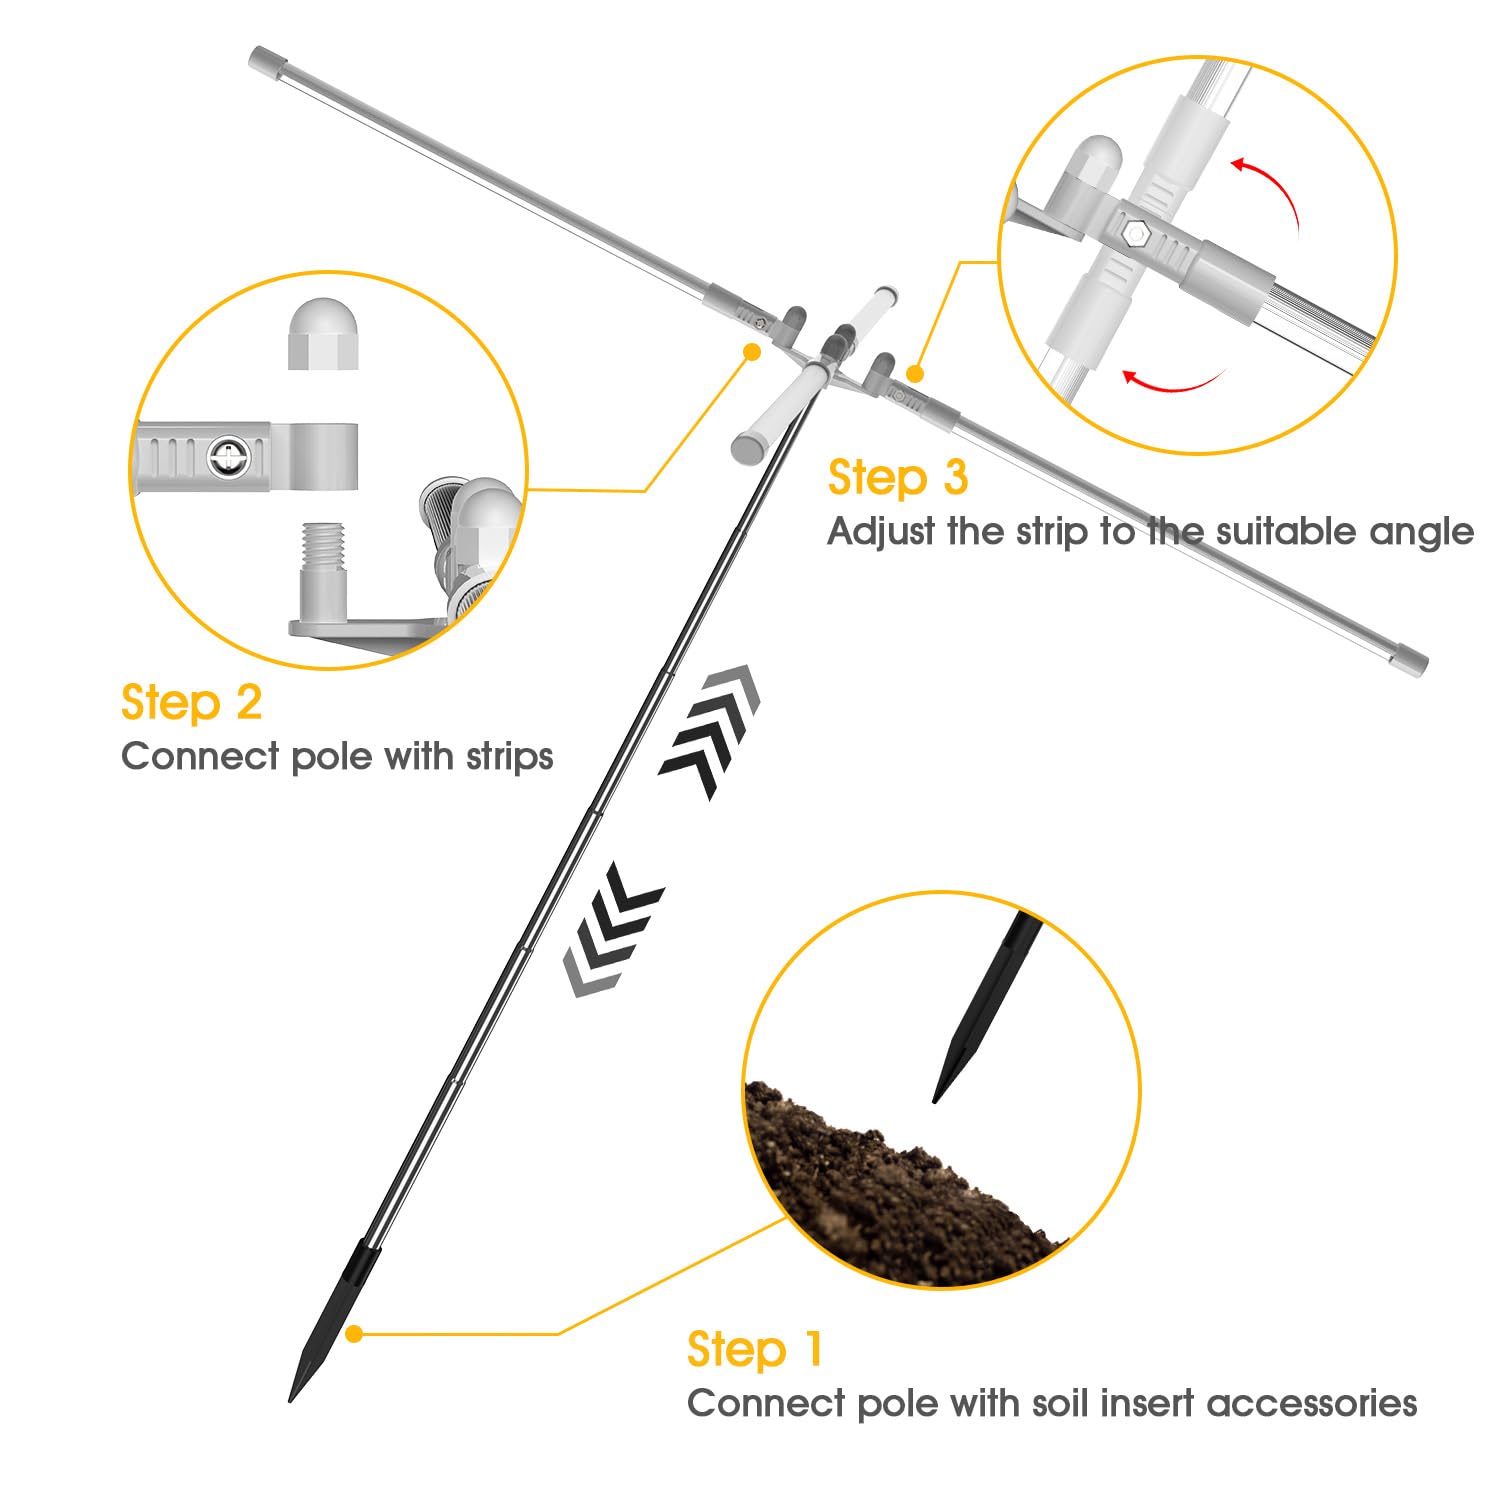 Step 3
Adjust the strip to the suitable angle
Step 2
Connect pole with strips
Step 1
Connect pole with soil insert accessories